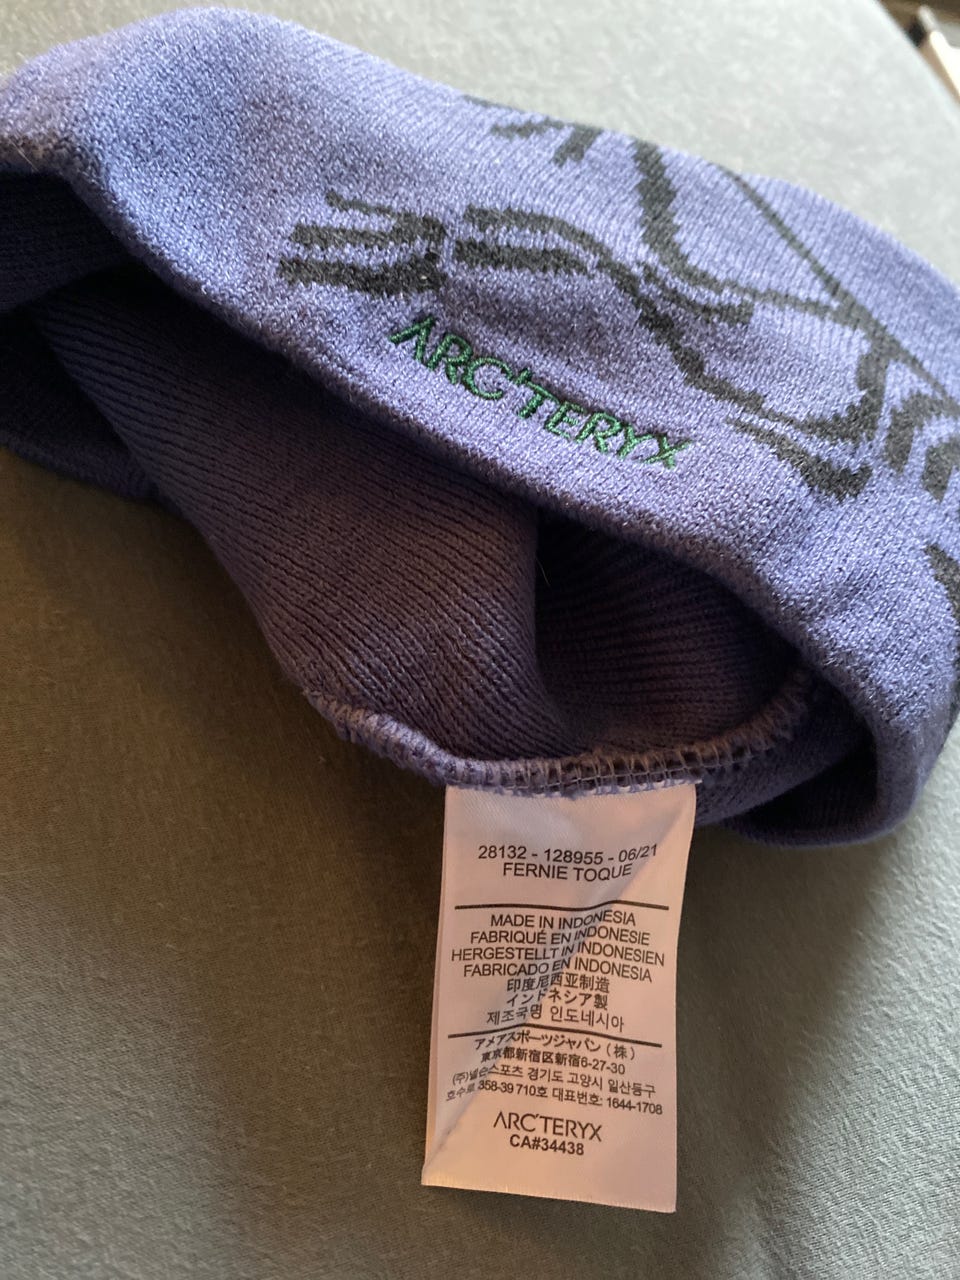 ARC'TERYX
28132 - 128955 - 06/21
FERNIE TOQUE
MADE IN INDONESIA
FABRIQUÉ EN INDONESIE
HERGESTELLT IN INDONESIEN
FABRICADO EN INDONESIA
印度尼西亚制造
インドネシア製
제조국명 인도네시아
アメアスポーツジャパン (株)
東京都新宿区新宿6-27-30
(주)넬슨스포츠 경기도 고양시 일산동구
호수로 358-39 710호 대표번호: 1644-1708
ARC'TERYX
CA#34438